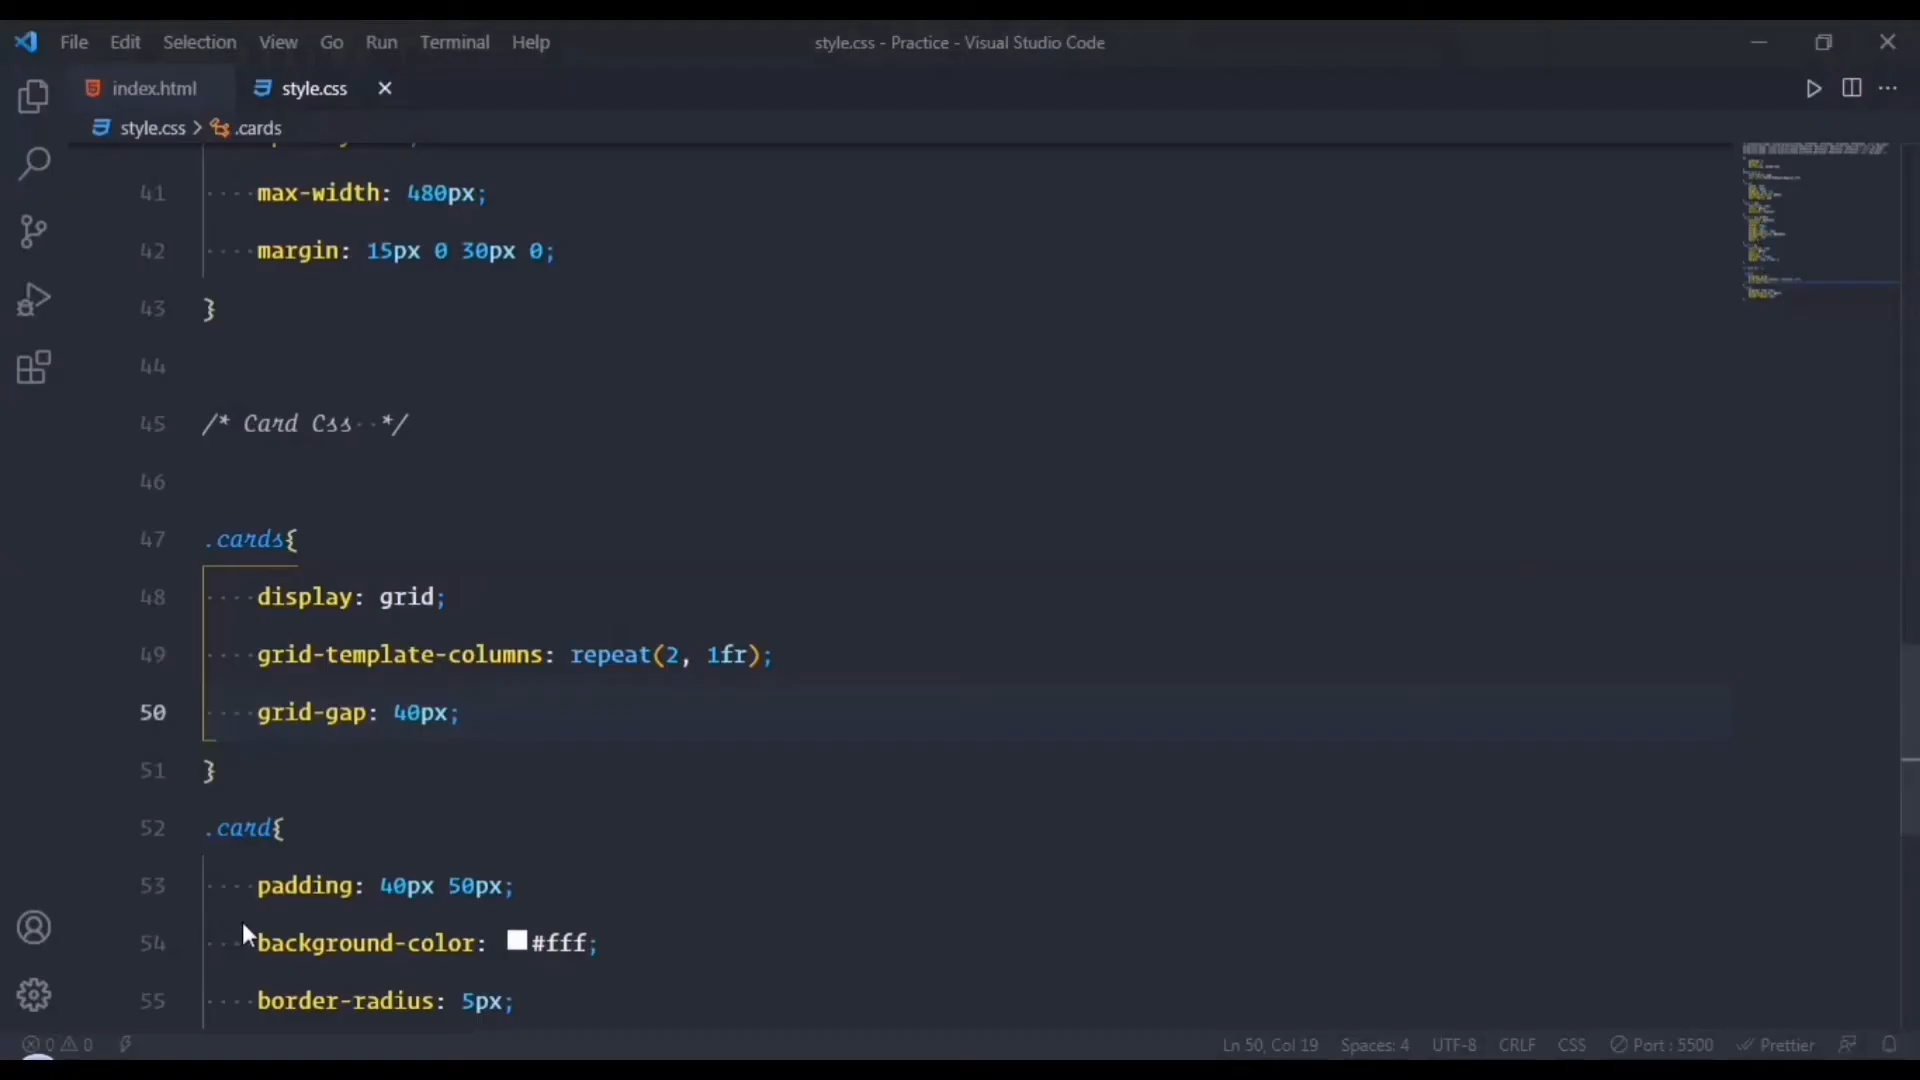 File Edit Selection View Go Run Terminal Help
style.css - Practice - Visual Studio Code
index.html style.css
style.css > .cards
41 max-width: 480px;
42 margin: 15px 0 30px 0;
43 }
44
45 /* Card Css  */
46
47 .cards{
48 display: grid;
49 grid-template-columns: repeat(2, 1fr);
50 grid-gap: 40px;
51 }
52 .card{
53 padding: 40px 50px;
54 background-color: #fff;
55 border-radius: 5px;
0 0 Ln 50, Col 19 Spaces: 4 UTF-8 CRLF CSS Port : 5500 Prettier